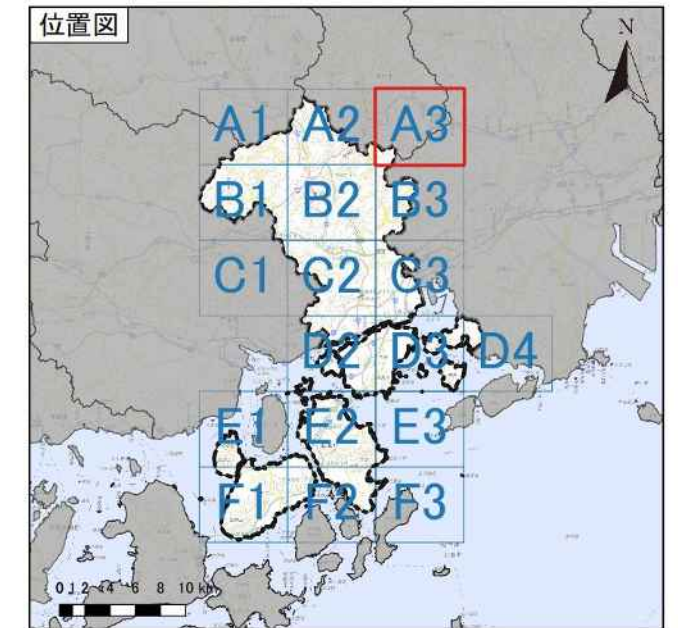 位置図
N
A1 A2 A3
B1 B2 B3
C1 C2 C3
D2 D3 D4
E1 E2 E3
F1 F2 F3
0 1 2 4 6 8 10 km